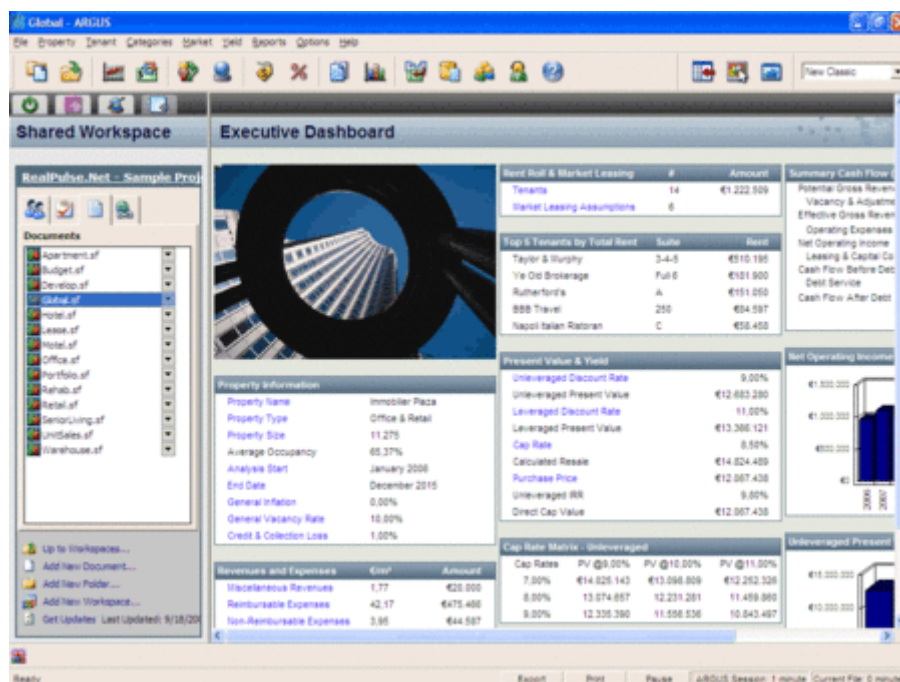 Global - ARGUS
File Property Tenant Categories Market Yield Reports Options Help
New Classic
Shared Workspace
Executive Dashboard
RealPulse.Net - Sample Proj
Documents
Apartment.sf
Budget.sf
Develop.sf
Global.sf
Hotel.sf
Lease.sf
Motel.sf
Office.sf
Portfolio.sf
Rehab.sf
Retail.sf
SeniorLiving.sf
UnitSales.sf
Warehouse.sf
Up to Workspaces...
Add New Document...
Add New Folder...
Add New Workspace...
Get Updates Last Updated: 9/18/20
Property Information
Property Name Immobilier Plaza
Property Type Office & Retail
Property Size 11.275
Average Occupancy 65,37%
Analysis Start January 2006
End Date December 2015
General Inflation 0,00%
General Vacancy Rate 10,00%
Credit & Collection Loss 1,00%
Revenues and Expenses €/m² Amount
Miscellaneous Revenues 1,77 €20.000
Reimbursable Expenses 42,17 €475.466
Non-Reimbursable Expenses 3,95 €44.587
Rent Roll & Market Leasing # Amount
Tenants 14 €1.222.509
Market Leasing Assumptions 6
Top 5 Tenants by Total Rent Suite Rent
Taylor & Murphy 3-4-5 €510.195
Ye Old Brokerage Full 6 €181.900
Rutherford's A €151.050
BBB Travel 250 €84.597
Napoli Italian Ristoran C €58.458
Present Value & Yield
Unleveraged Discount Rate 9,00%
Unleveraged Present Value €12.683.280
Leveraged Discount Rate 11,00%
Leveraged Present Value €13.366.121
Cap Rate 8,50%
Calculated Resale €14.824.489
Purchase Price €12.067.438
Unleveraged IRR 9,80%
Direct Cap Value €12.067.438
Cap Rate Matrix - Unleveraged
Cap Rates PV @9,00% PV @10,00% PV @11,00%
7,00% €14.025.143 €13.098.809 €12.252.326
8,00% 13.074.657 12.231.281 11.459.860
9,00% 12.335.390 11.556.536 10.843.497
Summary Cash Flow (
Potential Gross Reven
Vacancy & Adjustme
Effective Gross Reven
Operating Expenses
Net Operating Income
Leasing & Capital Co
Cash Flow Before Deb
Debt Service
Cash Flow After Debt
Net Operating Income
€1,500.000
€1,000.000
€500.000
€0
2006
2007
Unleveraged Present
€15,000.000
€10,000.000
Ready
Export Print Pause ARGUS Session: 1 minute Current File: 0 minute